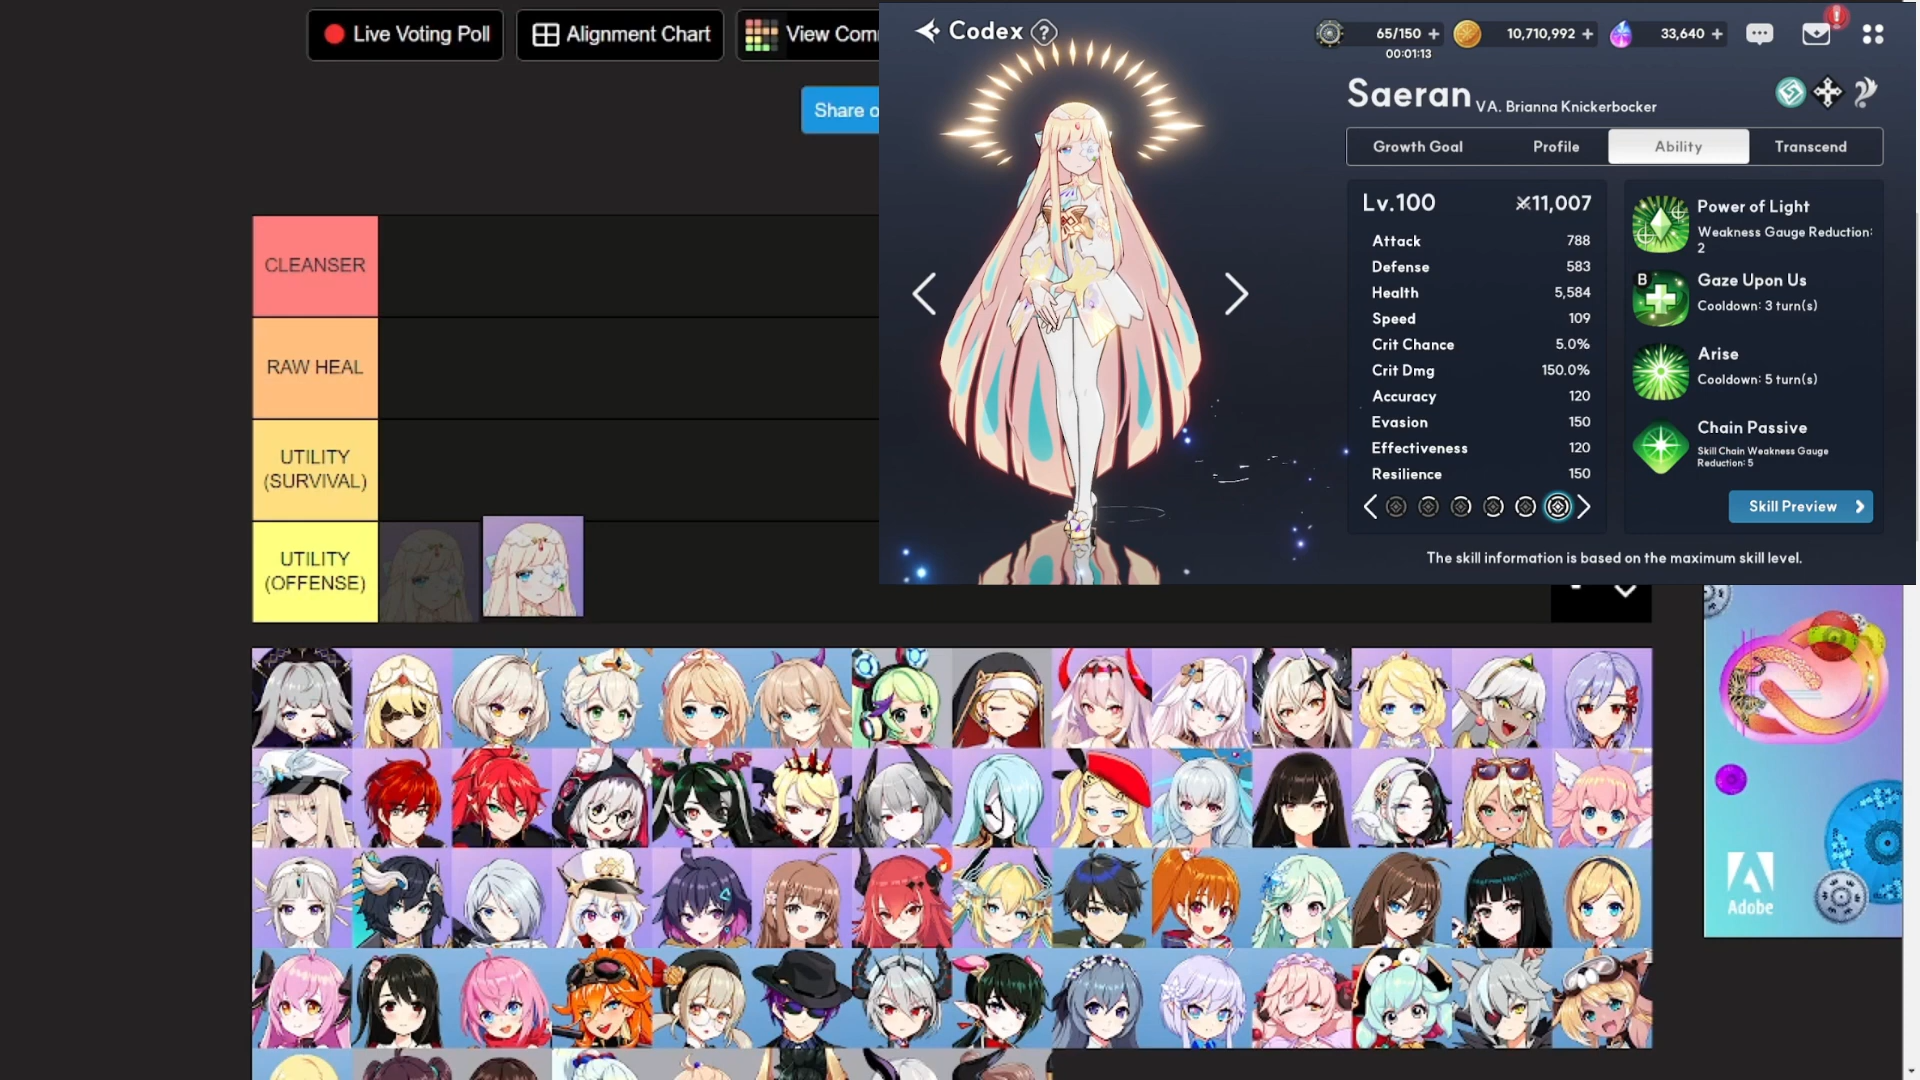 Live Voting Poll
Alignment Chart
View Com
Share o
CLEANSER
RAW HEAL
UTILITY
(SURVIVAL)
UTILITY
(OFFENSE)
Codex ?
65/150 +
00:01:13
10,710,992 +
33,640 +
Saeran VA. Brianna Knickerbocker
Growth Goal
Profile
Ability
Transcend
Lv.100
11,007
Attack 788
Defense 583
Health 5,584
Speed 109
Crit Chance 5.0%
Crit Dmg 150.0%
Accuracy 120
Evasion 150
Effectiveness 120
Resilience 150
Power of Light
Weakness Gauge Reduction:
2
B
Gaze Upon Us
Cooldown: 3 turn(s)
Arise
Cooldown: 5 turn(s)
Chain Passive
Skill Chain Weakness Gauge
Reduction: 5
Skill Preview
The skill information is based on the maximum skill level.
Adobe